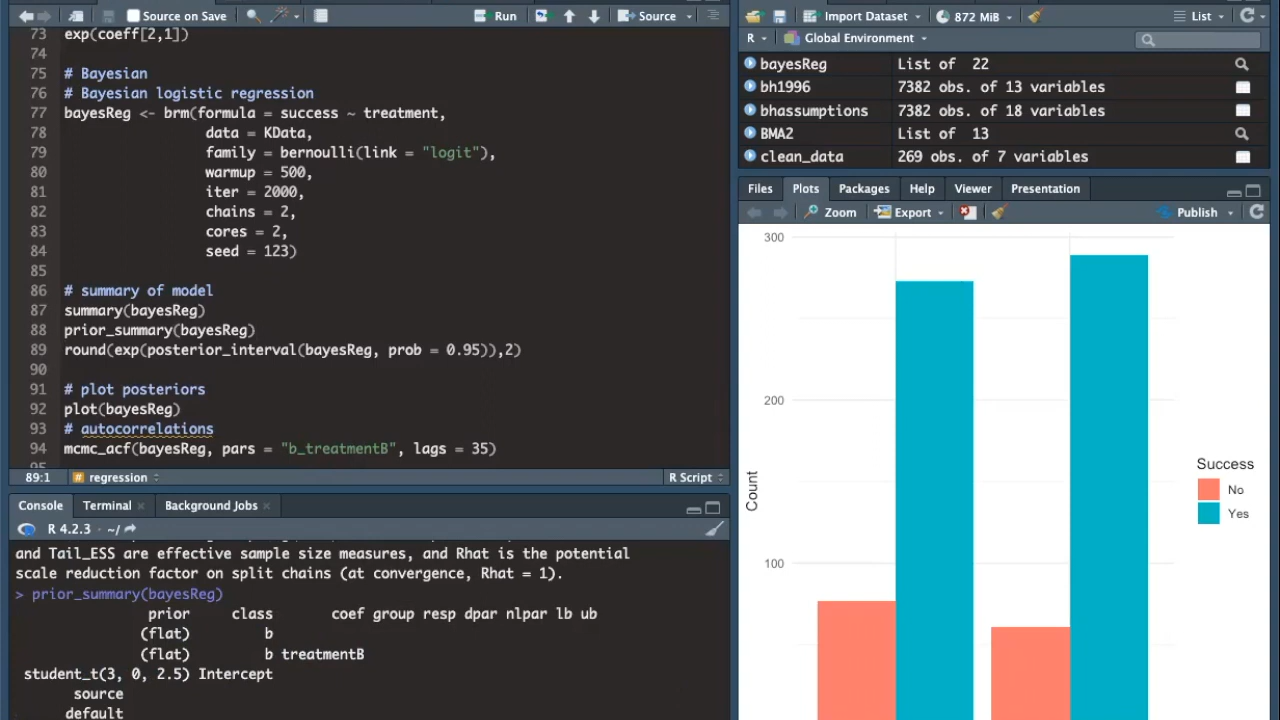 Source on Save
Run
Source
73 exp(coeff[2,1])
74
75 # Bayesian
76 # Bayesian logistic regression
77 bayesReg <- brm(formula = success ~ treatment,
78 data = KData,
79 family = bernoulli(link = "logit"),
80 warmup = 500,
81 iter = 2000,
82 chains = 2,
83 cores = 2,
84 seed = 123)
85
86 # summary of model
87 summary(bayesReg)
88 prior_summary(bayesReg)
89 round(exp(posterior_interval(bayesReg, prob = 0.95)),2)
90
91 # plot posteriors
92 plot(bayesReg)
93 # autocorrelations
94 mcmc_acf(bayesReg, pars = "b_treatmentB", lags = 35)
95
89:1 # regression R Script
Console Terminal Background Jobs
R 4.2.3 · ~/
and Tail_ESS are effective sample size measures, and Rhat is the potential
scale reduction factor on split chains (at convergence, Rhat = 1).
> prior_summary(bayesReg)
prior class coef group resp dpar nlpar lb ub
(flat) b
(flat) b treatmentB
student_t(3, 0, 2.5) Intercept
source
default
Import Dataset 872 MiB List
R Global Environment
bayesReg List of 22
bh1996 7382 obs. of 13 variables
bhassumptions 7382 obs. of 18 variables
BMA2 List of 13
clean_data 269 obs. of 7 variables
Files Plots Packages Help Viewer Presentation
Zoom Export Publish
300
200
100
Count
Success
No
Yes